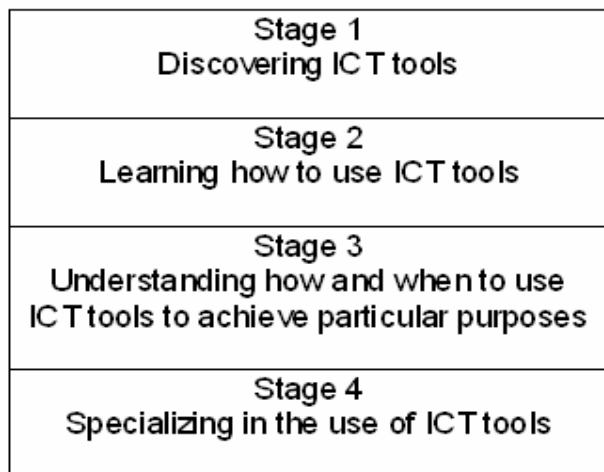 Stage 1
Discovering ICT tools
Stage 2
Learning how to use ICT tools
Stage 3
Understanding how and when to use
ICT tools to achieve particular purposes
Stage 4
Specializing in the use of ICT tools